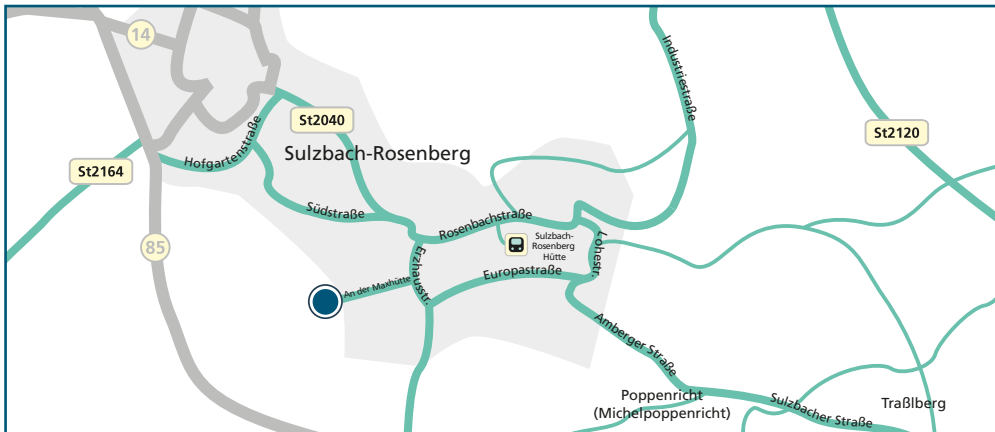 14
Industriestraße
St2040
St2120
Hofgartenstraße
Sulzbach-Rosenberg
St2164
Südstraße
Rosenbachstraße
85
Erzhausstr.
Sulzbach-
Rosenberg
Hütte
Lohestr.
Europastraße
An der Maxhütte
Amberger Straße
Poppenricht
(Michelpoppenricht)
Sulzbacher Straße
Traßlberg